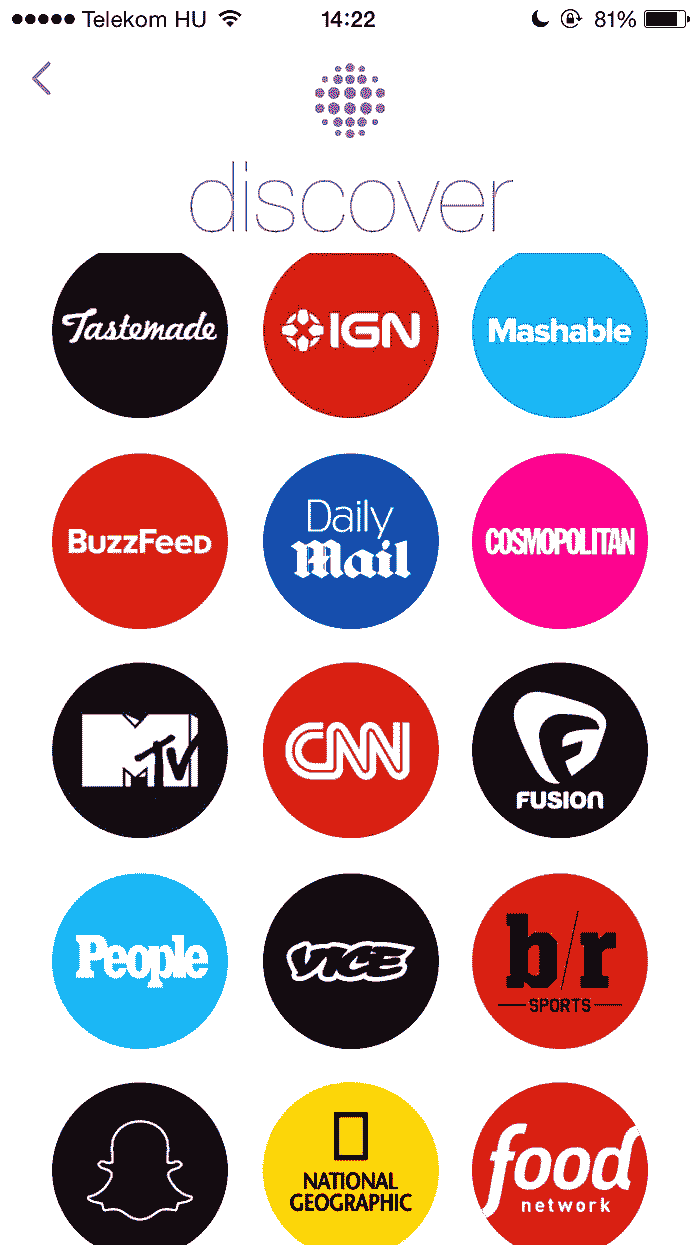 Telekom HU 14:22 81%
discover
Tastemade IGN Mashable
BuzzFeed Daily Mail COSMOPOLITAN
MTV CNN F FUSION
People VICE b/r SPORTS
NATIONAL GEOGRAPHIC food network